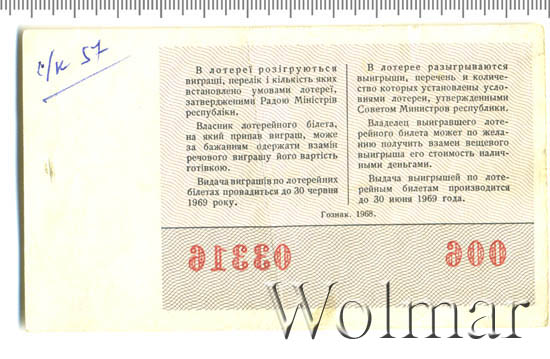 с/к 57
В лотереї розігруються
виграші, перелік і кількість яких
встановлено умовами лотереї,
затвердженими Радою Міністрів
республіки.
Власник лотерейного білета,
на який припав виграш, може
за бажанням одержати взамін
речового виграшу його вартість
готівкою.
Видача виграшів по лотерейних
білетах провадиться до 30 червня
1969 року.
В лотерее разыгрываются
выигрыши, перечень и количе-
ство которых установлены усло-
виями лотереи, утвержденными
Советом Министров республики.
Владелец выигравшего лоте-
рейного билета может по жела-
нию получить взамен вещевого
выигрыша его стоимость налич-
ными деньгами.
Выдача выигрышей по лоте-
рейным билетам производится
до 30 июня 1969 года.
Гознак. 1968.
Wolmar